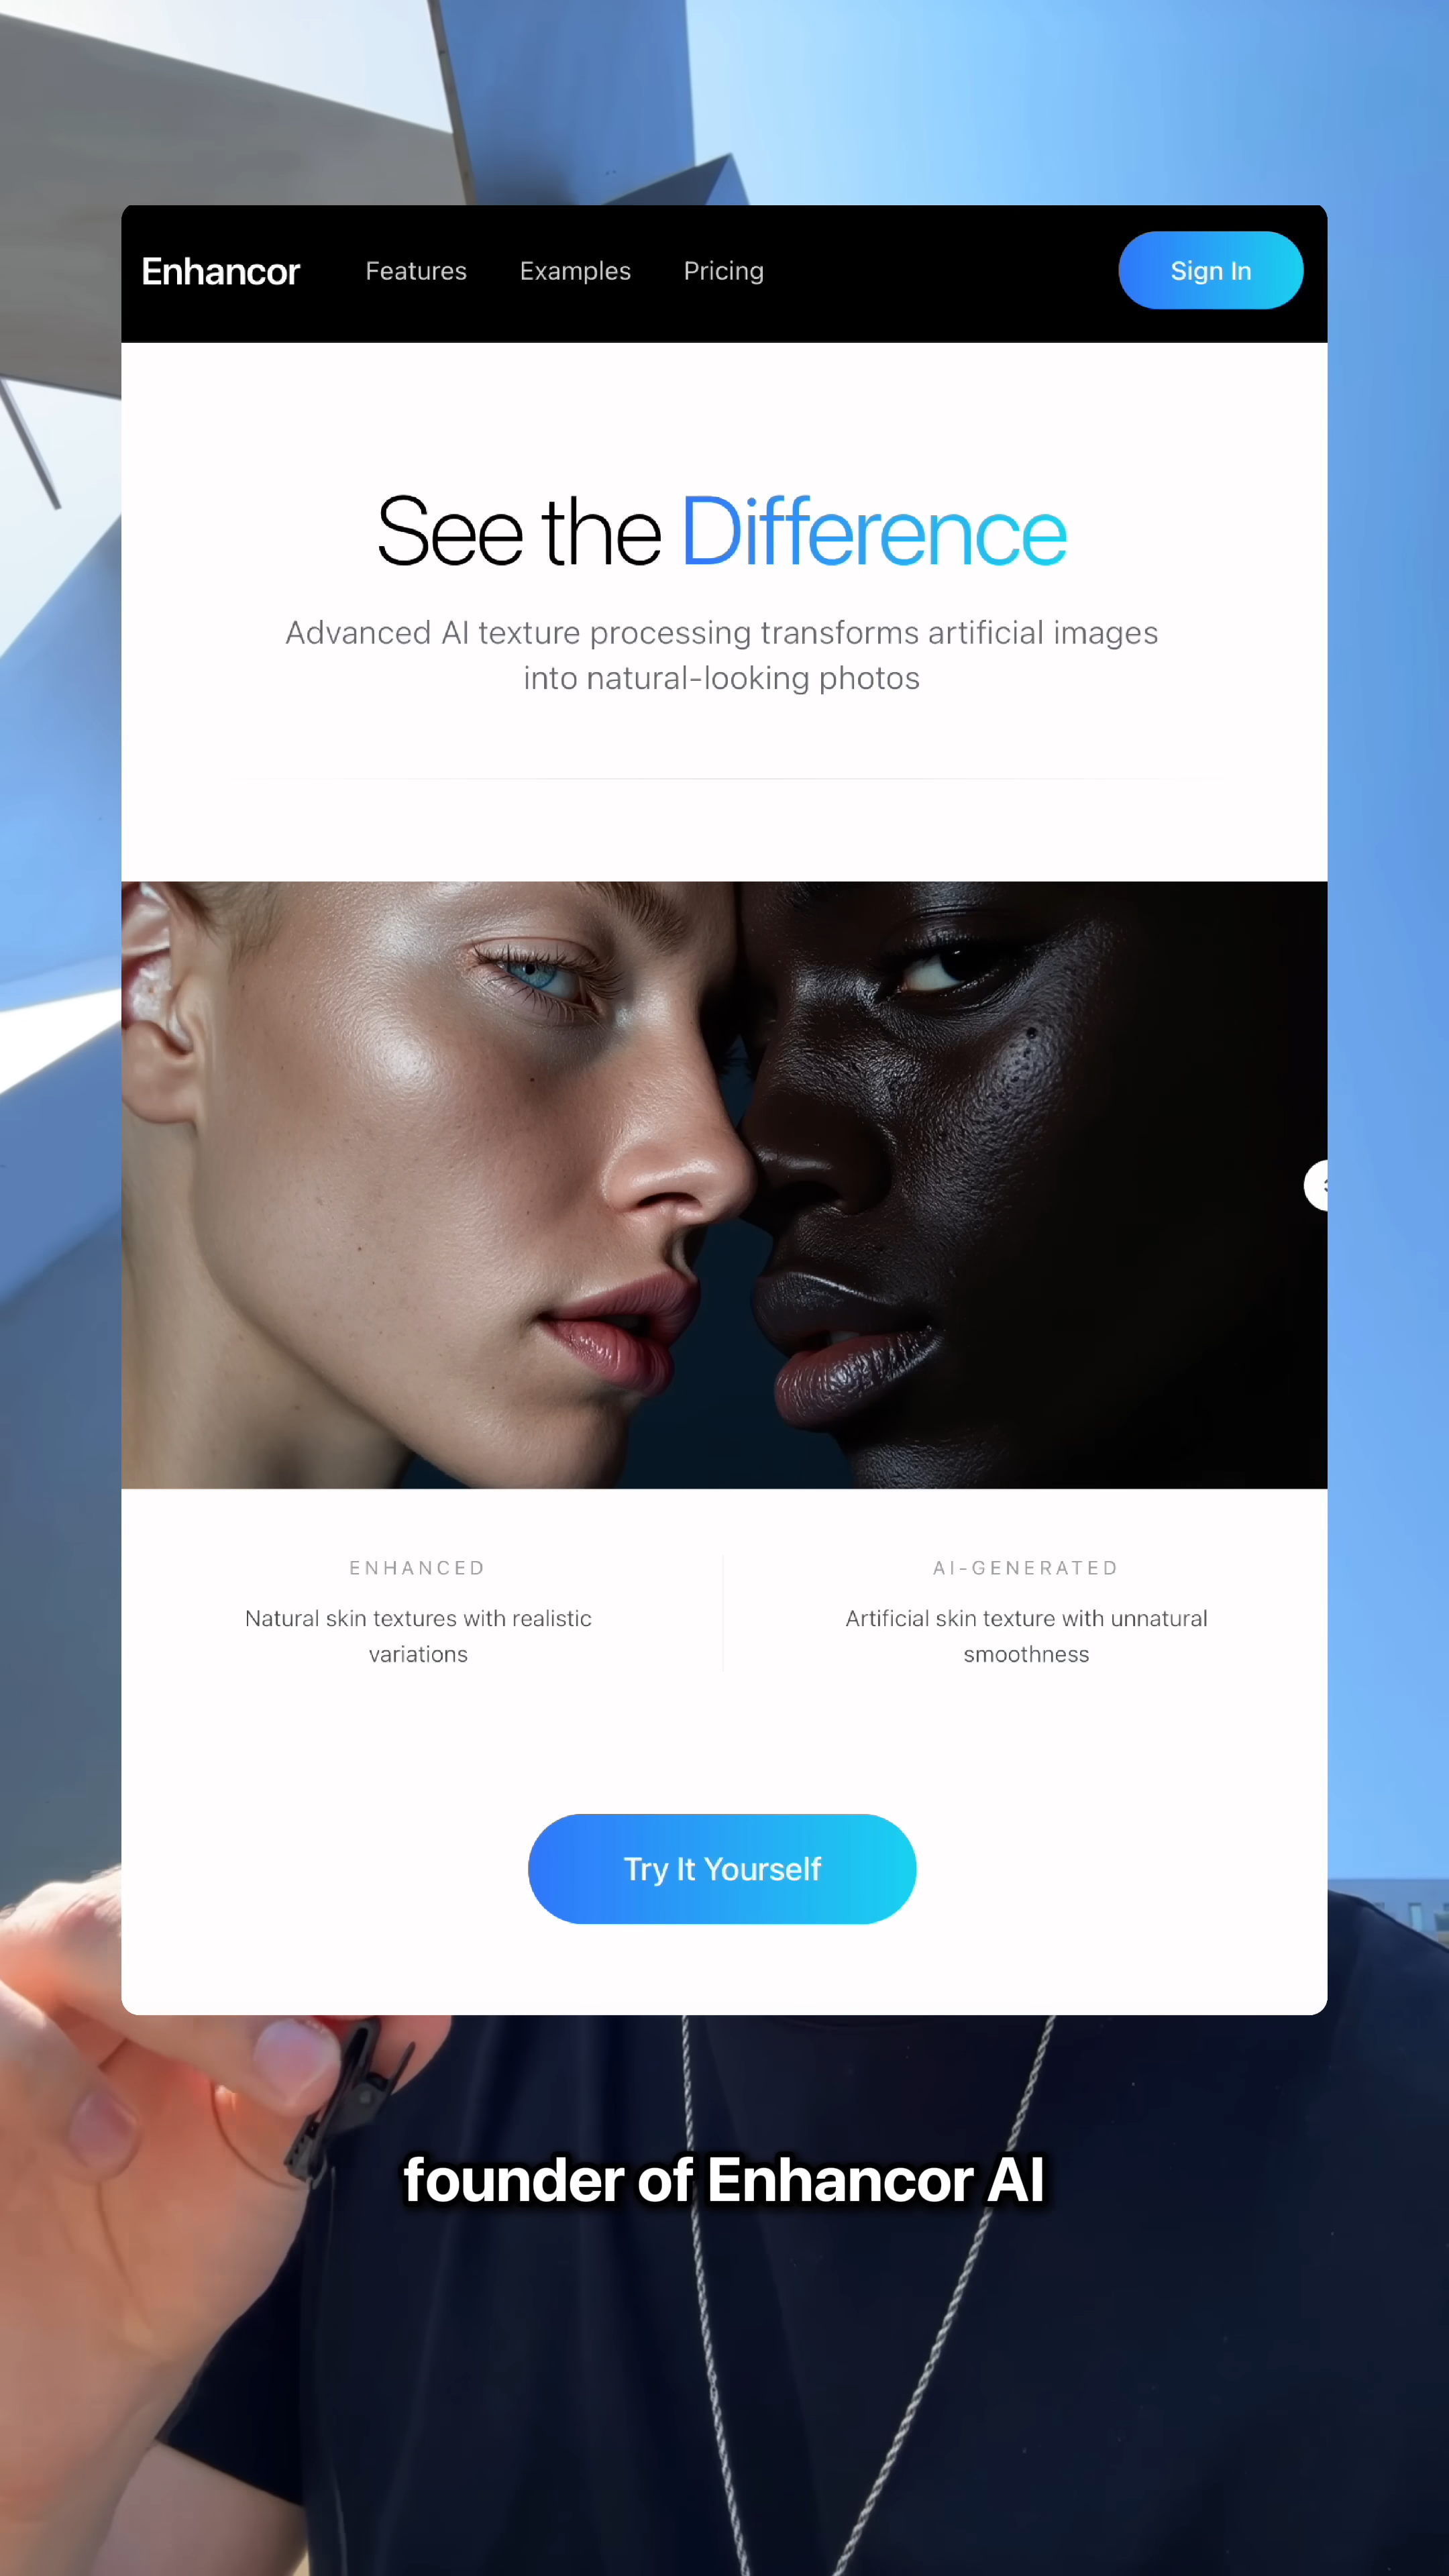 Enhancor Features Examples Pricing Sign In
See the Difference
Advanced AI texture processing transforms artificial images
into natural-looking photos
ENHANCED
Natural skin textures with realistic
variations
AI-GENERATED
Artificial skin texture with unnatural
smoothness
Try It Yourself
founder of Enhancor AI